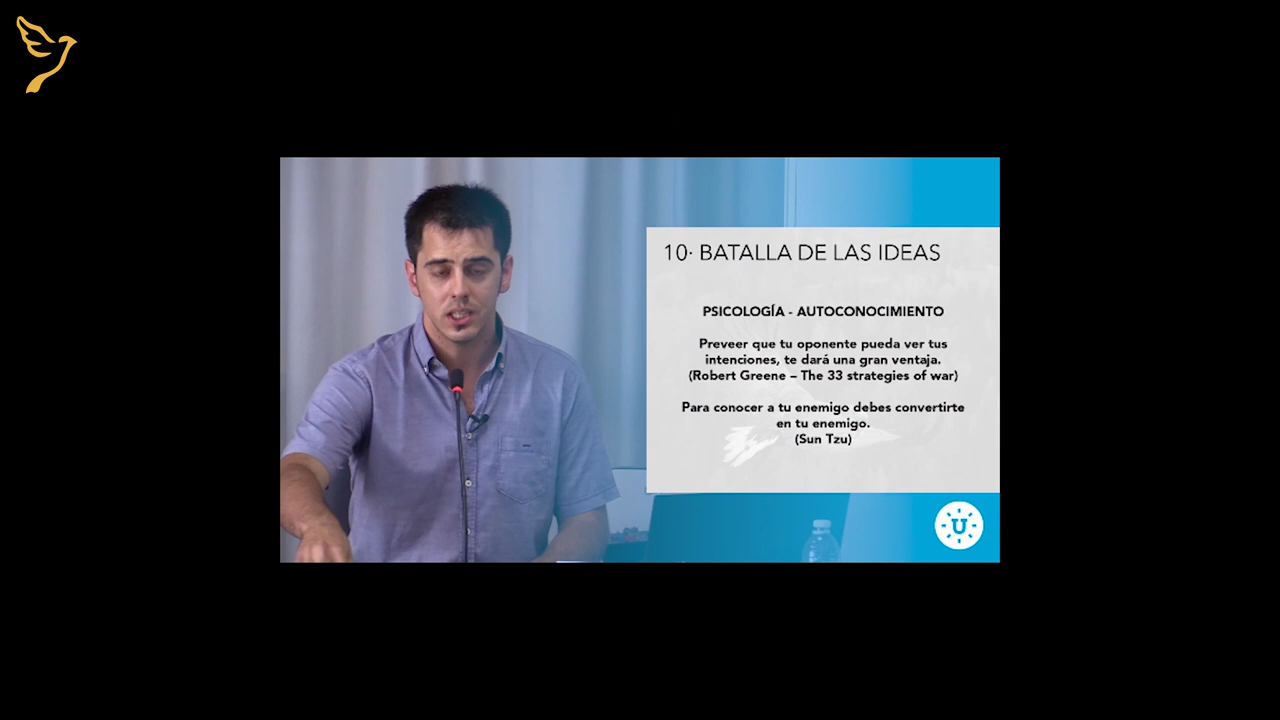 10· BATALLA DE LAS IDEAS
PSICOLOGÍA - AUTOCONOCIMIENTO
Preveer que tu oponente pueda ver tus
intenciones, te dará una gran ventaja.
(Robert Greene – The 33 strategies of war)
Para conocer a tu enemigo debes convertirte
en tu enemigo.
(Sun Tzu)
U